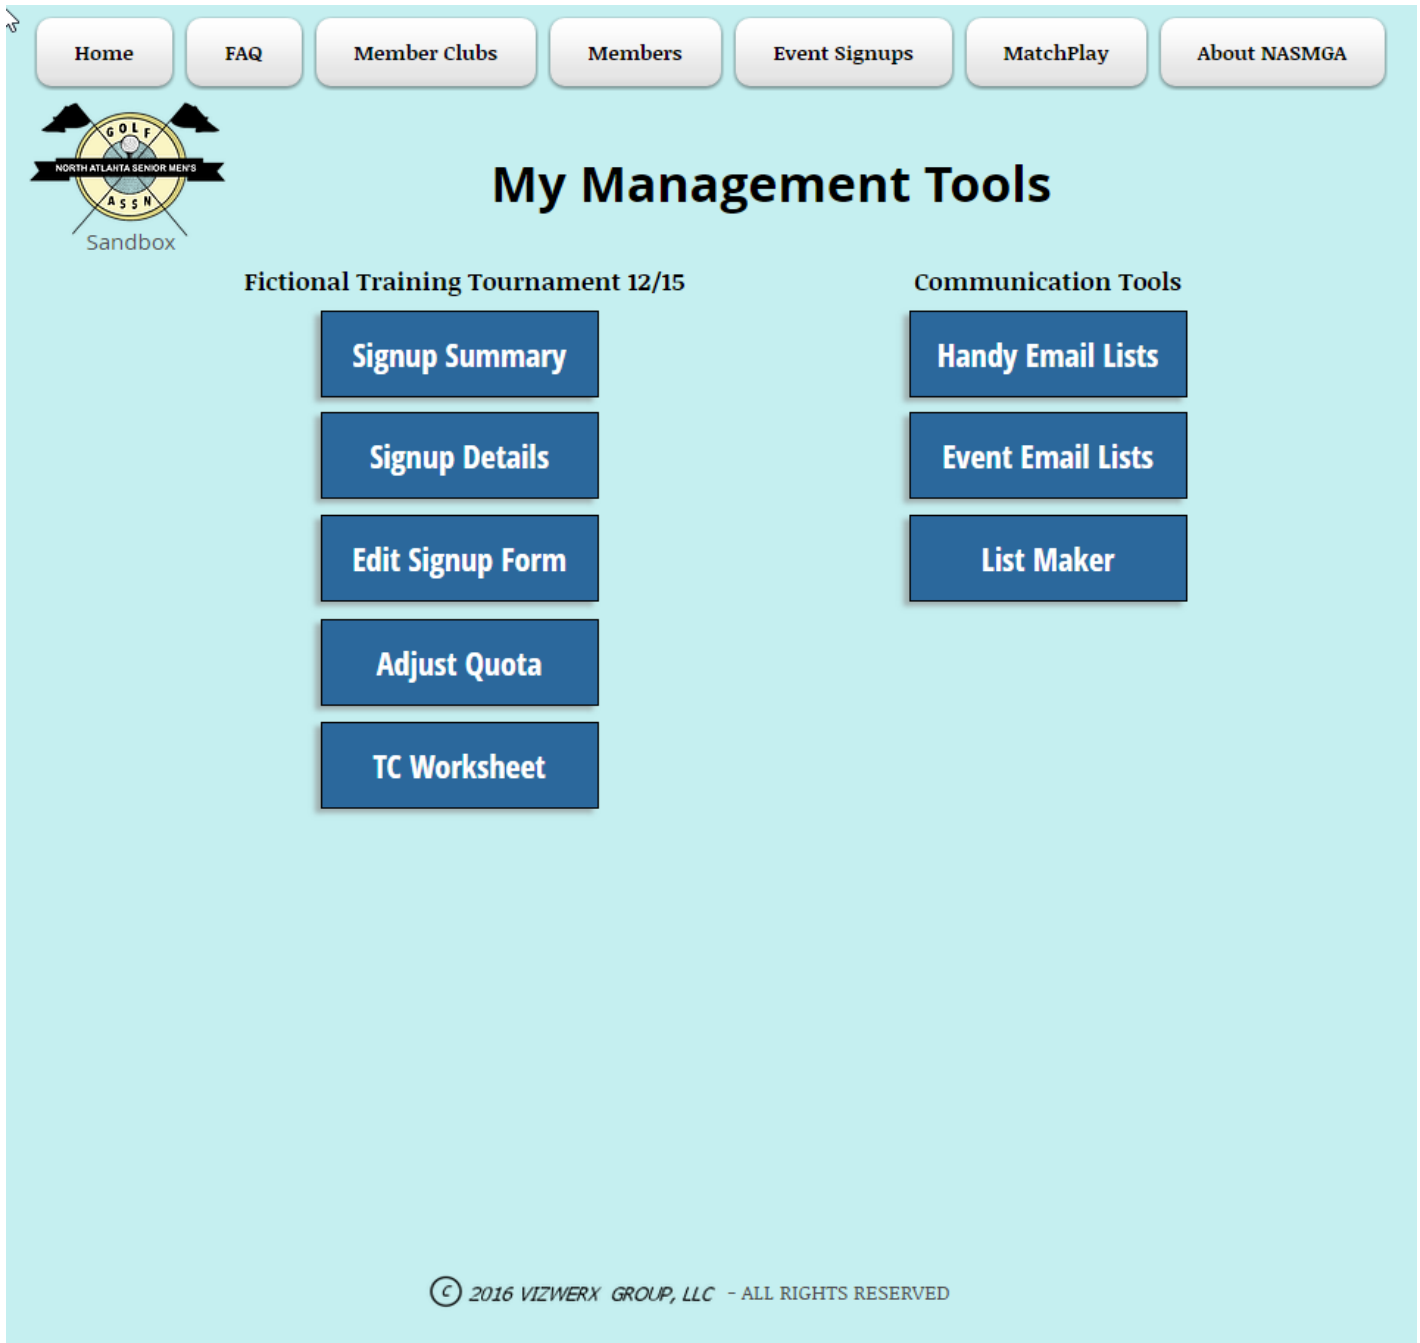 Home FAQ Member Clubs Members Event Signups MatchPlay About NASMGA
GOLF
NORTH ATLANTA SENIOR MEN'S
ASSN
Sandbox
My Management Tools
Fictional Training Tournament 12/15
Signup Summary
Signup Details
Edit Signup Form
Adjust Quota
TC Worksheet
Communication Tools
Handy Email Lists
Event Email Lists
List Maker
© 2016 VIZWERX GROUP, LLC - ALL RIGHTS RESERVED